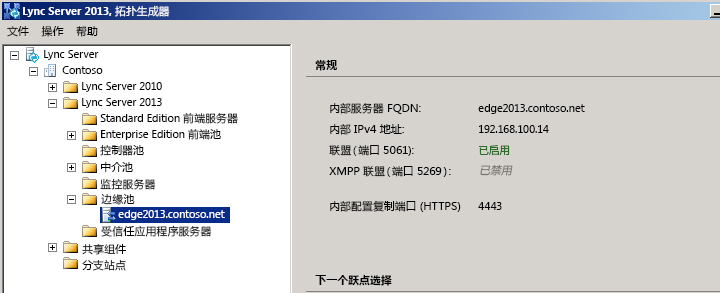 Lync Server 2013, 拓扑生成器
文件 操作 帮助
Lync Server
Contoso
Lync Server 2010
Lync Server 2013
Standard Edition 前端服务器
Enterprise Edition 前端池
控制器池
中介池
监控服务器
边缘池
edge2013.contoso.net
受信任应用程序服务器
共享组件
分支站点
常规
内部服务器 FQDN: edge2013.contoso.net
内部 IPv4 地址: 192.168.100.14
联盟(端口 5061): 已启用
XMPP 联盟(端口 5269): 已禁用
内部配置复制端口 (HTTPS) 4443
下一个跃点选择